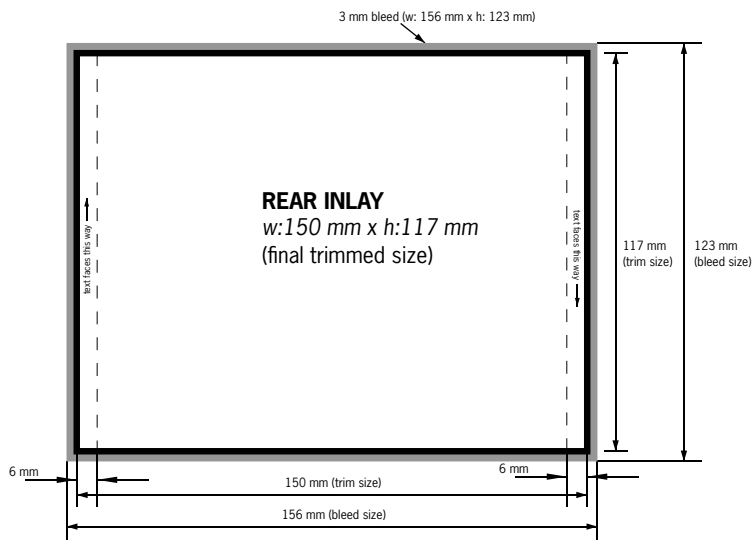 3 mm bleed (w: 156 mm x h: 123 mm)
REAR INLAY
w:150 mm x h:117 mm
(final trimmed size)
text faces this way
text faces this way
117 mm
(trim size)
123 mm
(bleed size)
6 mm
6 mm
150 mm (trim size)
156 mm (bleed size)